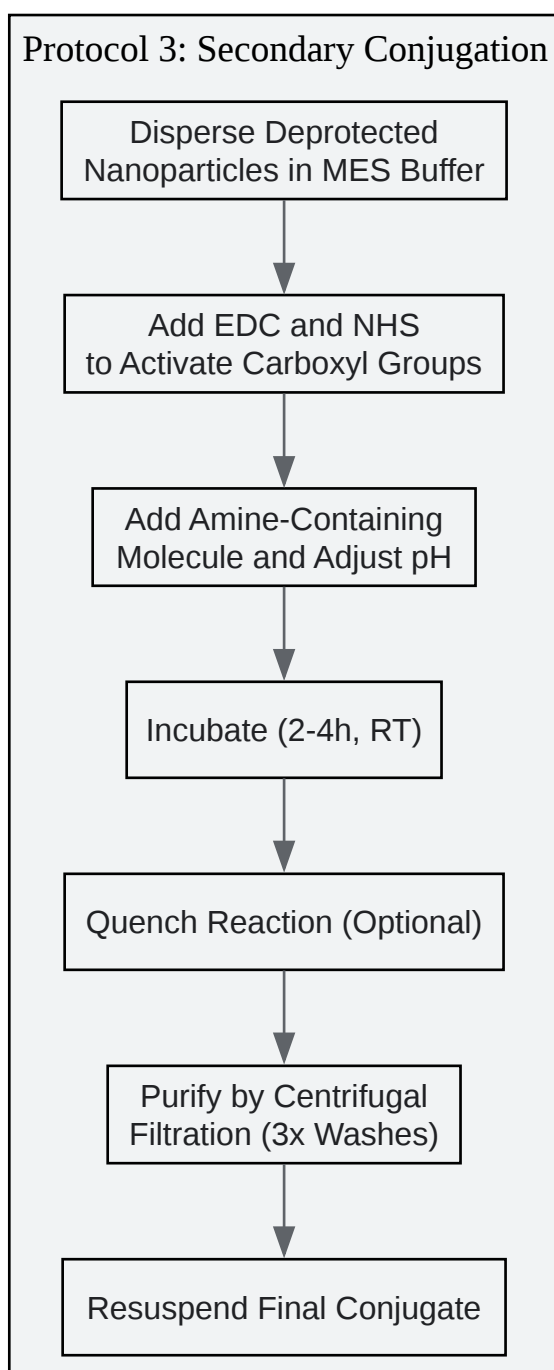 Protocol 3: Secondary Conjugation
Disperse Deprotected
Nanoparticles in MES Buffer
Add EDC and NHS
to Activate Carboxyl Groups
Add Amine-Containing
Molecule and Adjust pH
Incubate (2-4h, RT)
Quench Reaction (Optional)
Purify by Centrifugal
Filtration (3x Washes)
Resuspend Final Conjugate